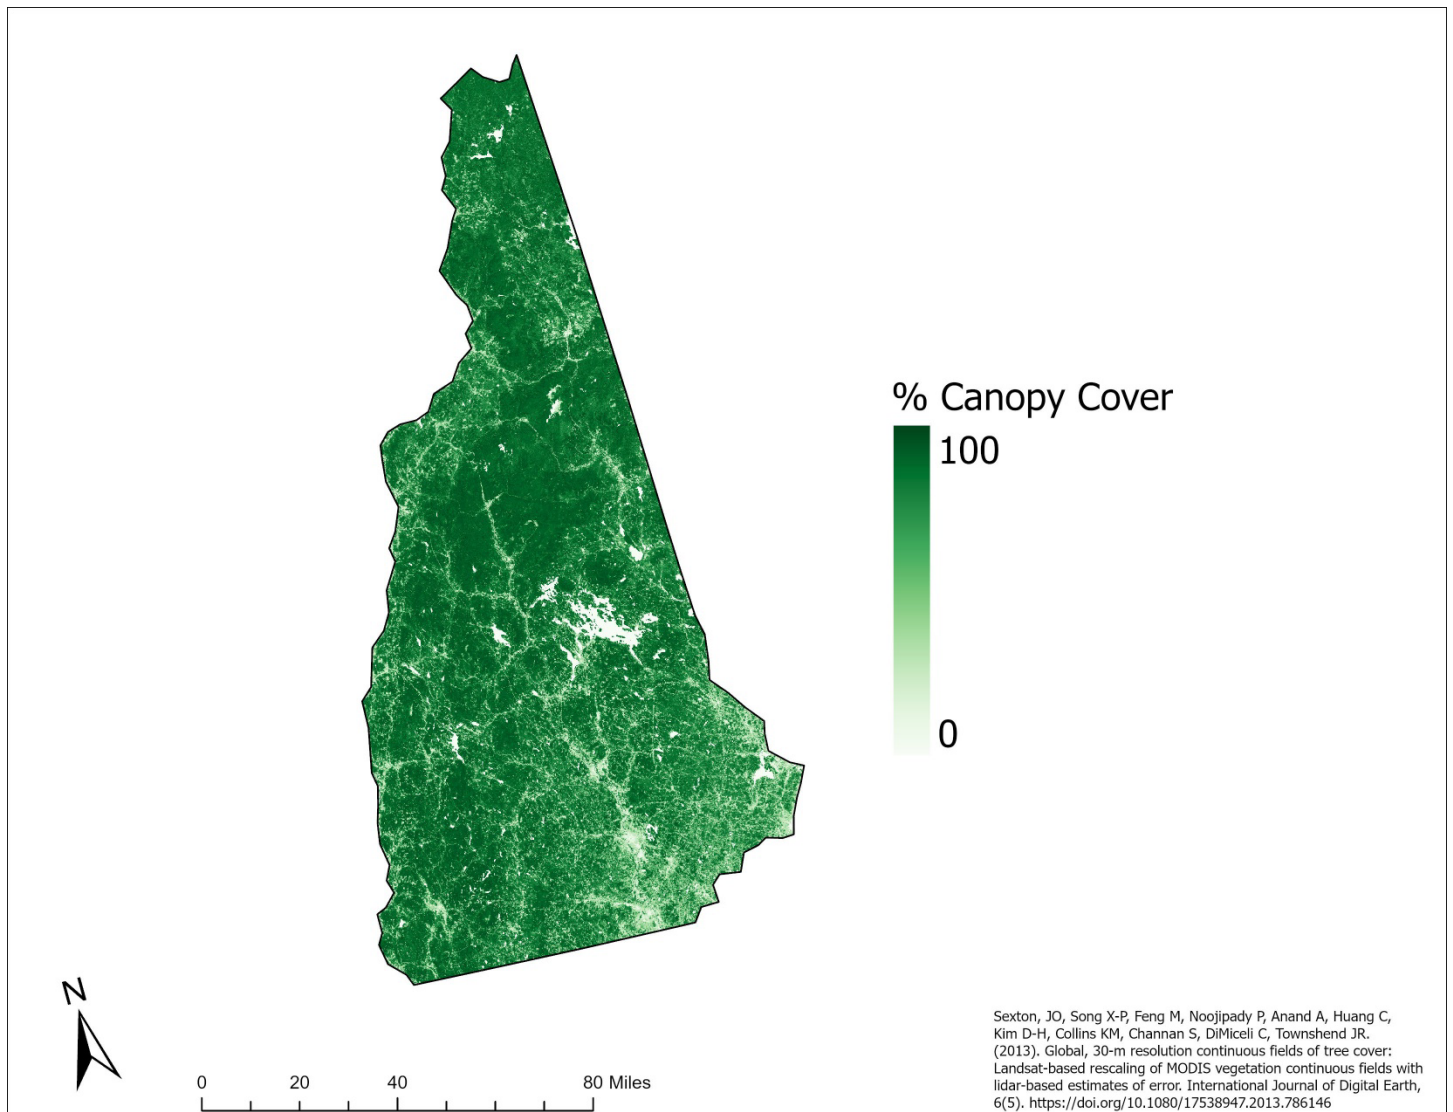 % Canopy Cover
100
0
N
0 20 40 80 Miles
Sexton, JO, Song X-P, Feng M, Noojipady P, Anand A, Huang C,
Kim D-H, Collins KM, Channan S, DiMiceli C, Townshend JR.
(2013). Global, 30-m resolution continuous fields of tree cover:
Landsat-based rescaling of MODIS vegetation continuous fields with
lidar-based estimates of error. International Journal of Digital Earth,
6(5). https://doi.org/10.1080/17538947.2013.786146